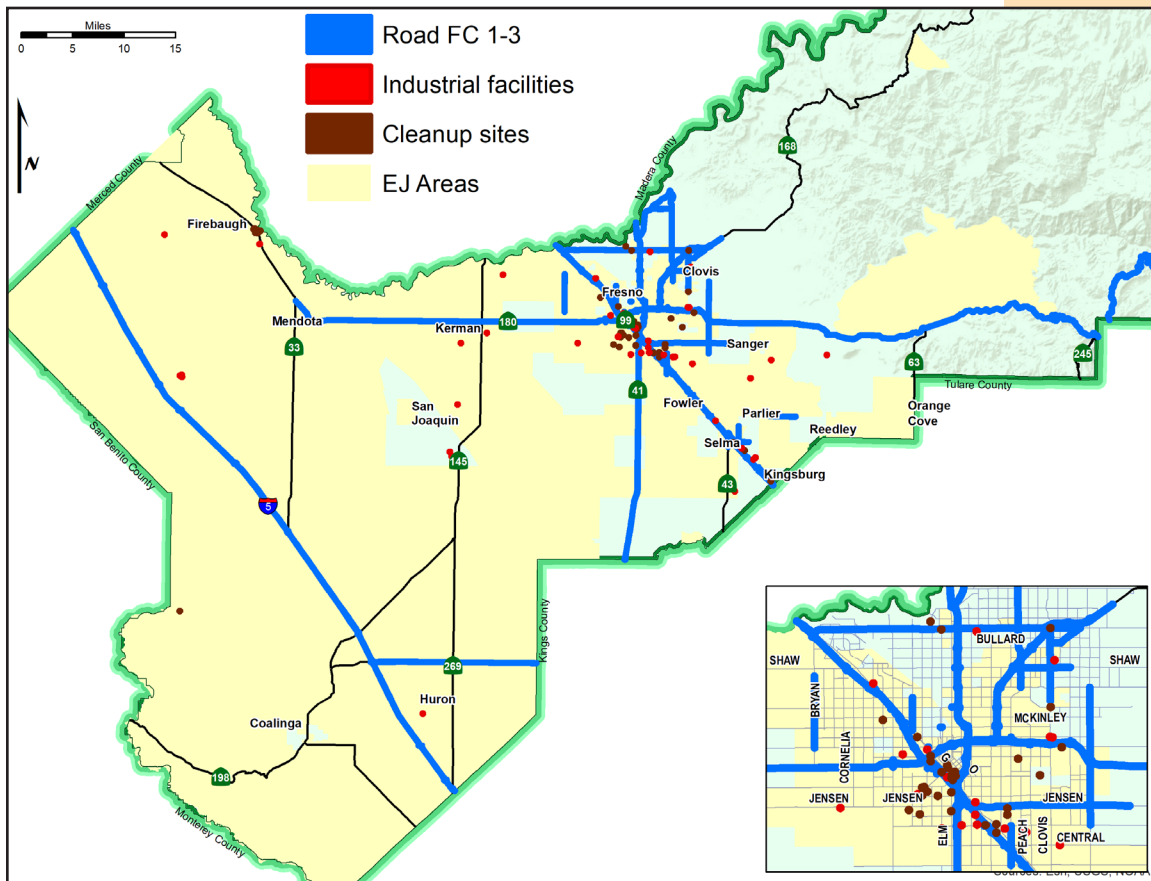 Miles
0 5 10 15
N
Road FC 1-3
Industrial facilities
Cleanup sites
EJ Areas
Merced County
Madera County
168
Firebaugh
Clovis
Fresno
Mendota
Kerman
180
99
Sanger
33
41
63
245
Tulare County
San
Joaquin
Fowler
Parlier
Orange
Cove
Reedley
Selma
San Benito County
145
Kingsburg
43
5
Kings County
269
Huron
Coalinga
198
Monterey County
BULLARD
SHAW
SHAW
BRYAN
MCKINLEY
CORNELIA
G
O
JENSEN
JENSEN
JENSEN
ELM
PEACH
CLOVIS
CENTRAL